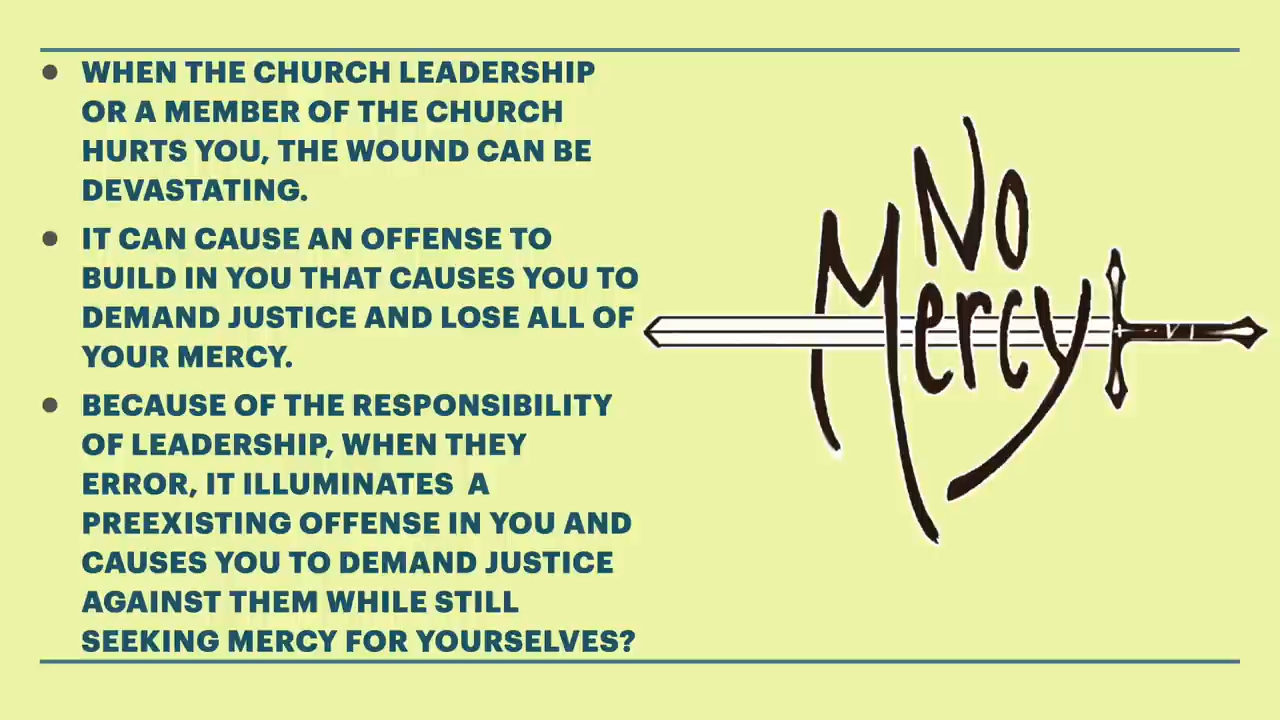 WHEN THE CHURCH LEADERSHIP
OR A MEMBER OF THE CHURCH
HURTS YOU, THE WOUND CAN BE
DEVASTATING.
IT CAN CAUSE AN OFFENSE TO
BUILD IN YOU THAT CAUSES YOU TO
DEMAND JUSTICE AND LOSE ALL OF
YOUR MERCY.
BECAUSE OF THE RESPONSIBILITY
OF LEADERSHIP, WHEN THEY
ERROR, IT ILLUMINATES  A
PREEXISTING OFFENSE IN YOU AND
CAUSES YOU TO DEMAND JUSTICE
AGAINST THEM WHILE STILL
SEEKING MERCY FOR YOURSELVES?
No
Mercy